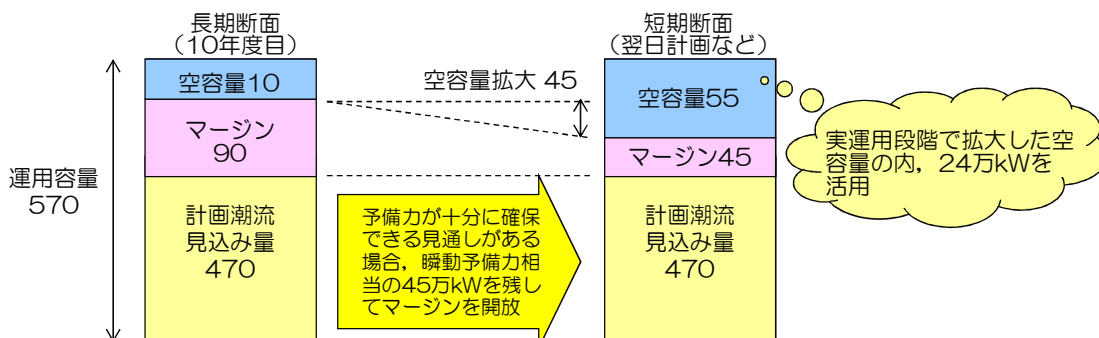 長期断面
（10年度目）
短期断面
（翌日計画など）
空容量10
空容量拡大 45
空容量55
マージン
90
マージン45
実運用段階で拡大した空
容量の内，24万kWを
活用
運用容量
570
計画潮流
見込み量
470
予備力が十分に確保
できる見通しがある
場合，瞬動予備力相
当の45万kWを残し
てマージンを開放
計画潮流
見込み量
470